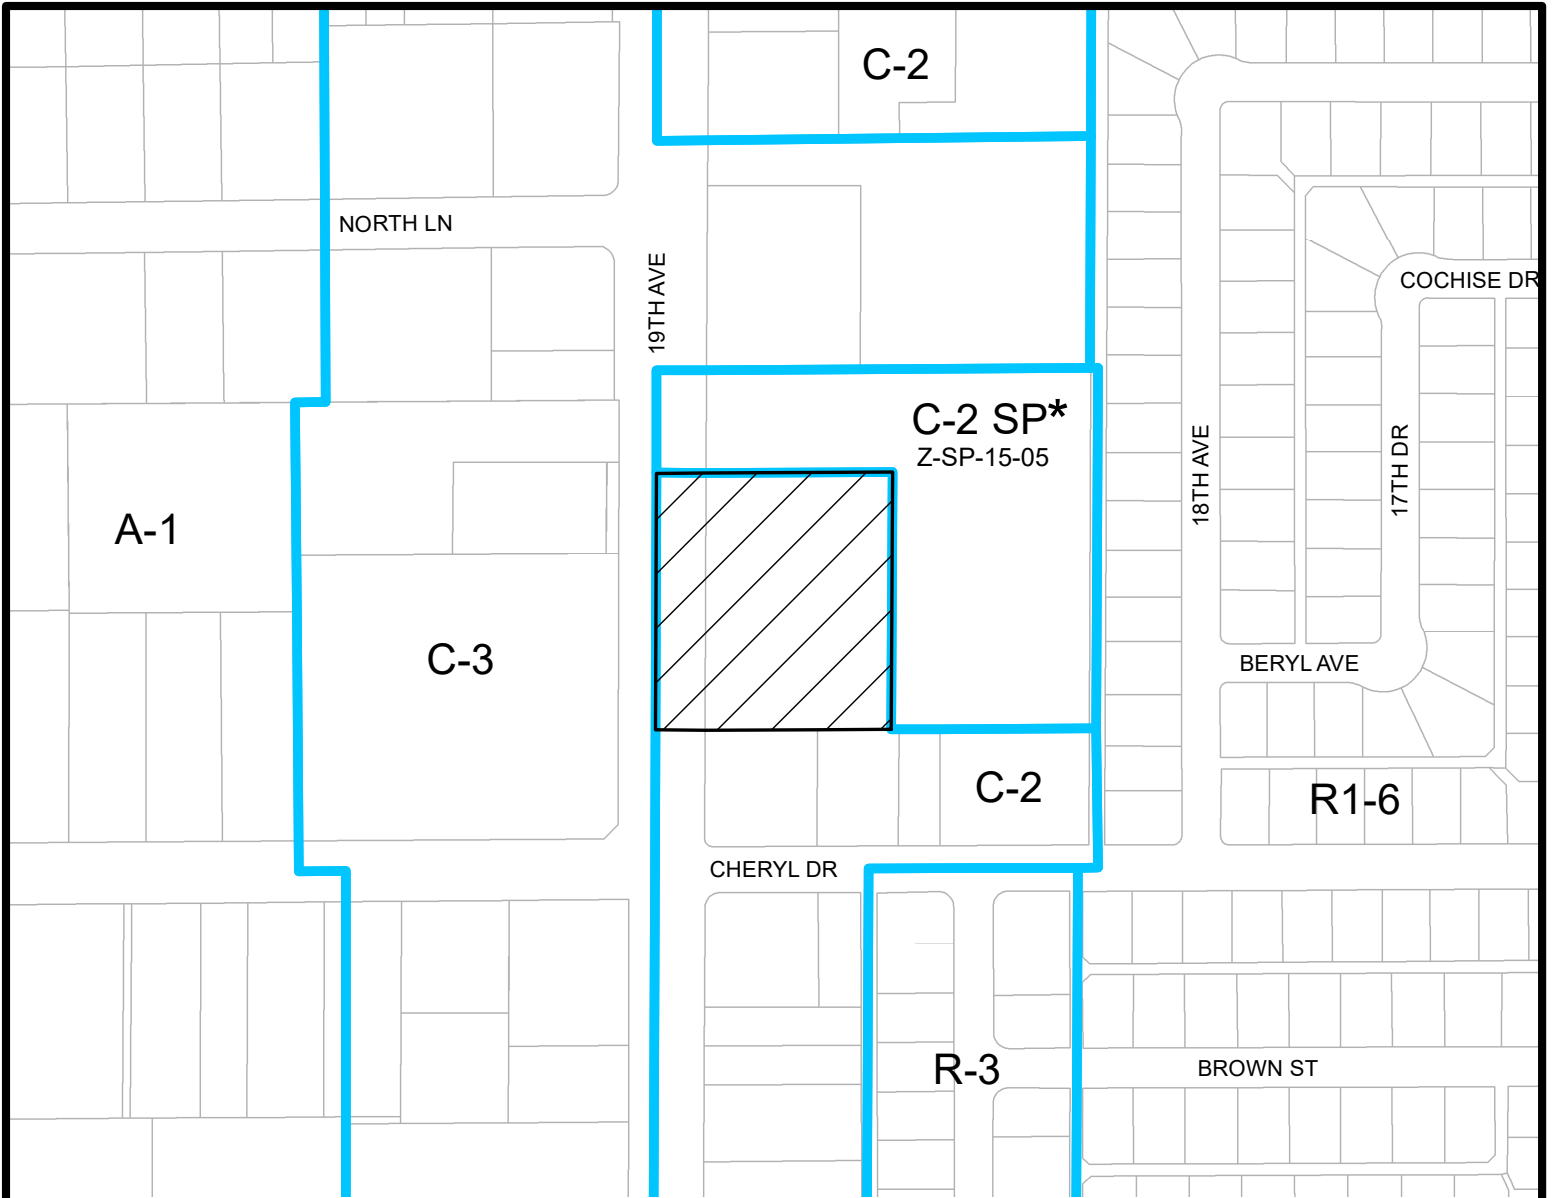 C-2
NORTH LN
19TH AVE
COCHISE DR
C-2 SP*
Z-SP-15-05
18TH AVE
17TH DR
A-1
C-3
BERYL AVE
C-2
R1-6
CHERYL DR
R-3
BROWN ST